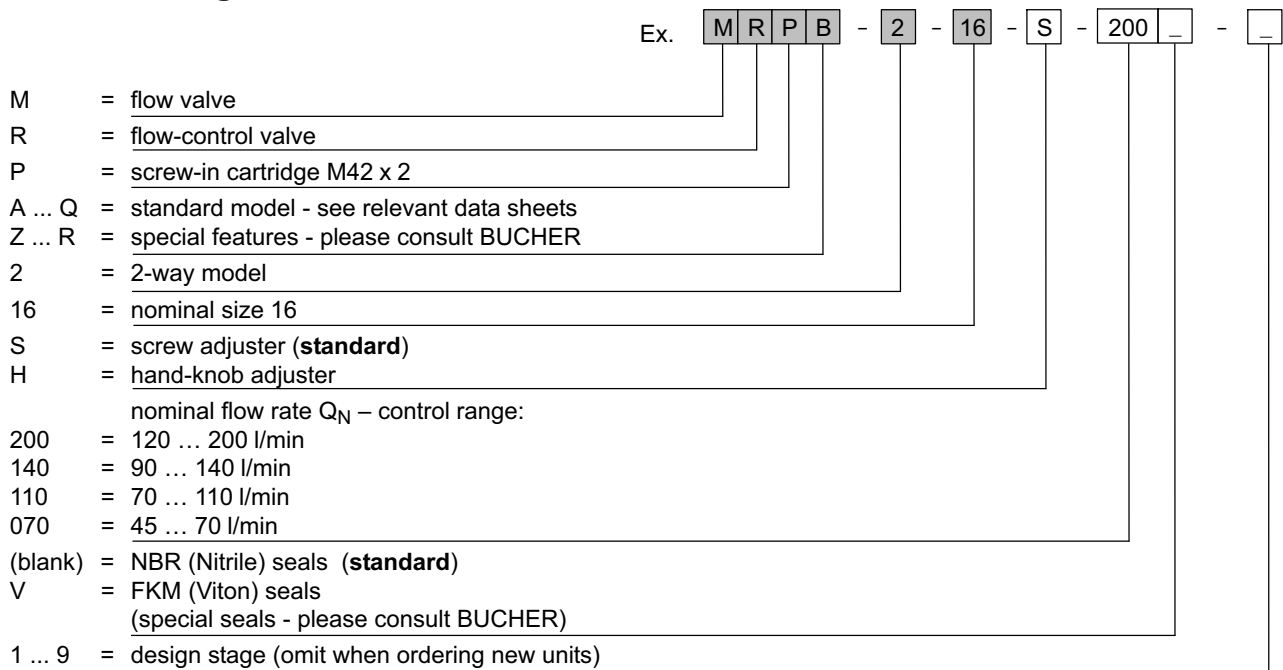 Ex. M R P B - 2 - 16 - S - 200 _ - _
M = flow valve
R = flow-control valve
P = screw-in cartridge M42 x 2
A ... Q = standard model - see relevant data sheets
Z ... R = special features - please consult BUCHER
2 = 2-way model
16 = nominal size 16
S = screw adjuster (standard)
H = hand-knob adjuster
nominal flow rate QN – control range:
200 = 120 … 200 l/min
140 = 90 … 140 l/min
110 = 70 … 110 l/min
070 = 45 … 70 l/min
(blank) = NBR (Nitrile) seals (standard)
V = FKM (Viton) seals
(special seals - please consult BUCHER)
1 ... 9 = design stage (omit when ordering new units)